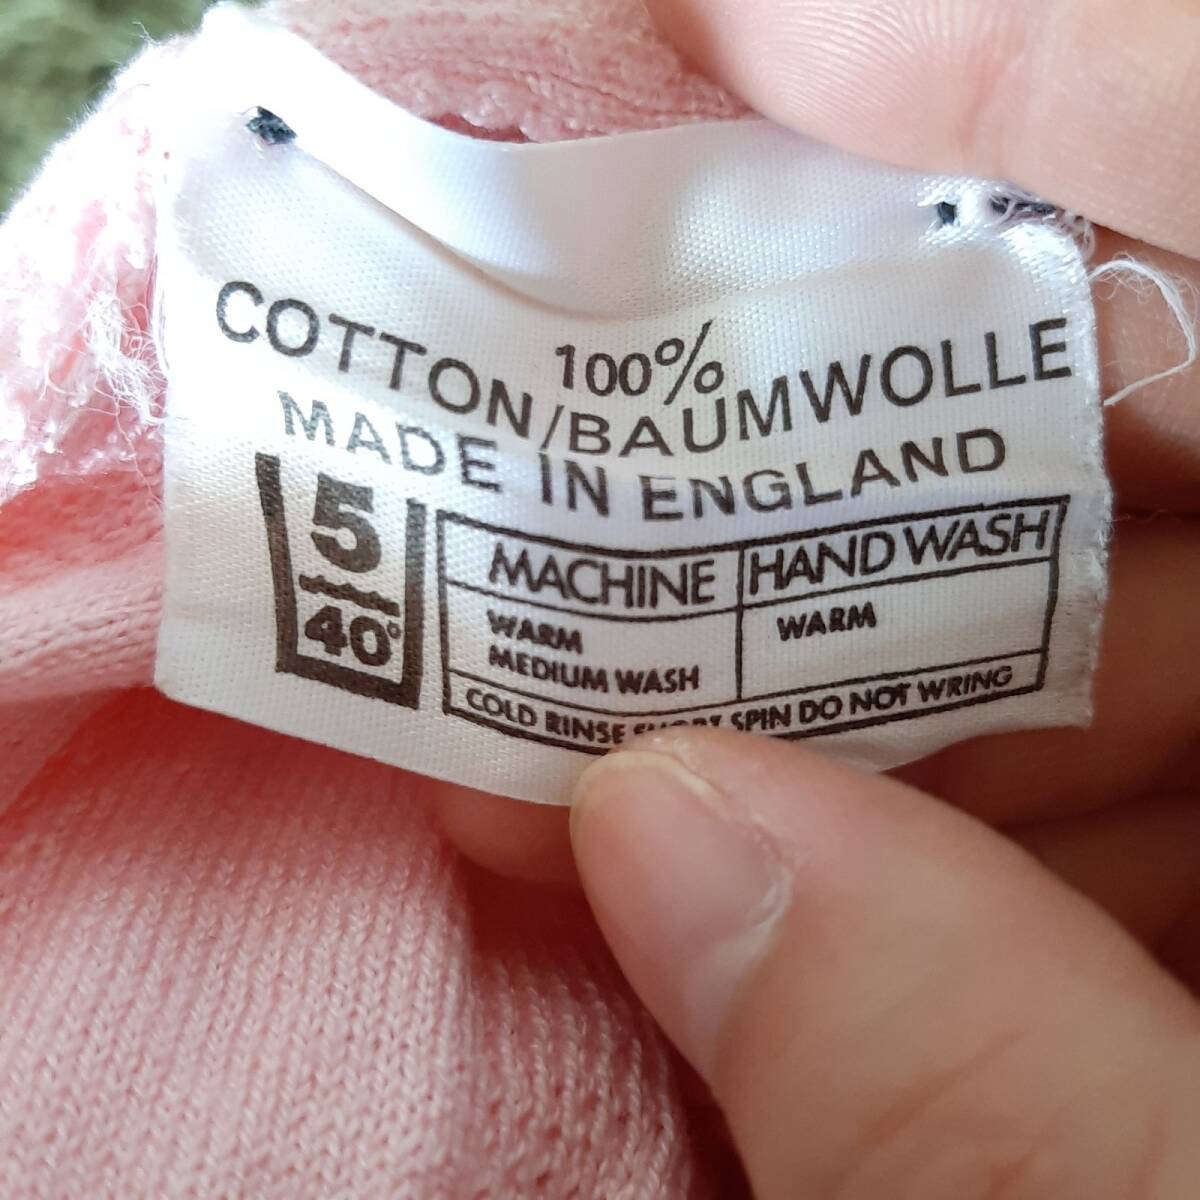 100%
COTTON/BAUMWOLLE
MADE IN ENGLAND
5
40°
MACHINE
HAND WASH
WARM
MEDIUM WASH
WARM
COLD RINSE SPIN DO NOT WRING